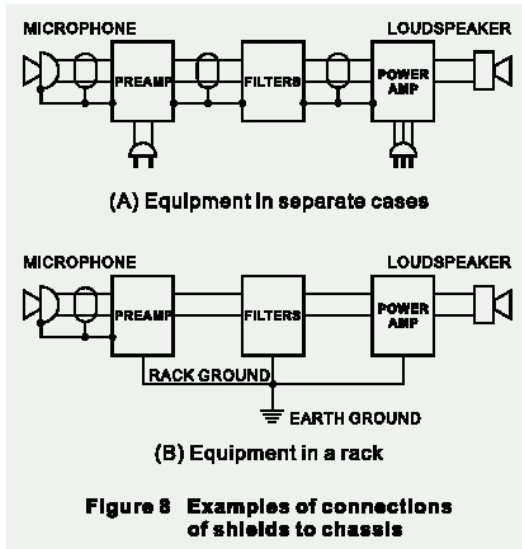 MICROPHONE LOUDSPEAKER
PREAMP FILTERS POWER
AMP
(A) Equipment in separate cases
MICROPHONE LOUDSPEAKER
PREAMP FILTERS POWER
AMP
RACK GROUND
EARTH GROUND
(B) Equipment in a rack
Figure 8 Examples of connections
of shields to chassis